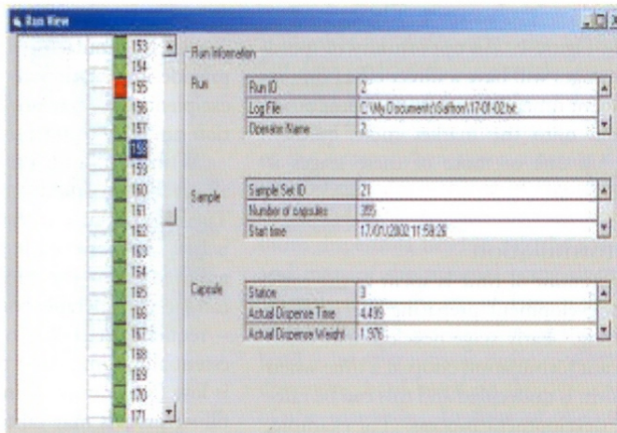 Run View
153
154
155
156
157
158
159
160
161
162
163
164
165
166
167
168
169
170
171
Run Information
Run
Run ID 2
Log File C:\My Documents\Saffron\17-01-02.txt
Operator Name 2
Sample
Sample Set ID 21
Number of capsules 355
Start time 17/01/2002 11:58:26
Capsule
Station 3
Actual Dispense Time 4.439
Actual Dispense Weight 1.976